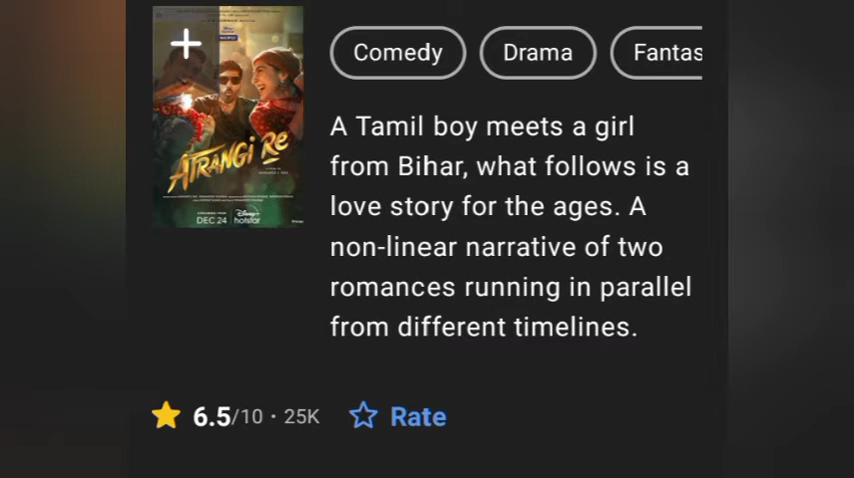 Comedy
Drama
Fantas
A Tamil boy meets a girl
from Bihar, what follows is a
love story for the ages. A
non-linear narrative of two
romances running in parallel
from different timelines.
ATRANGI Re
DEC 24
Disney+
hotstar
6.5/10 · 25K
Rate